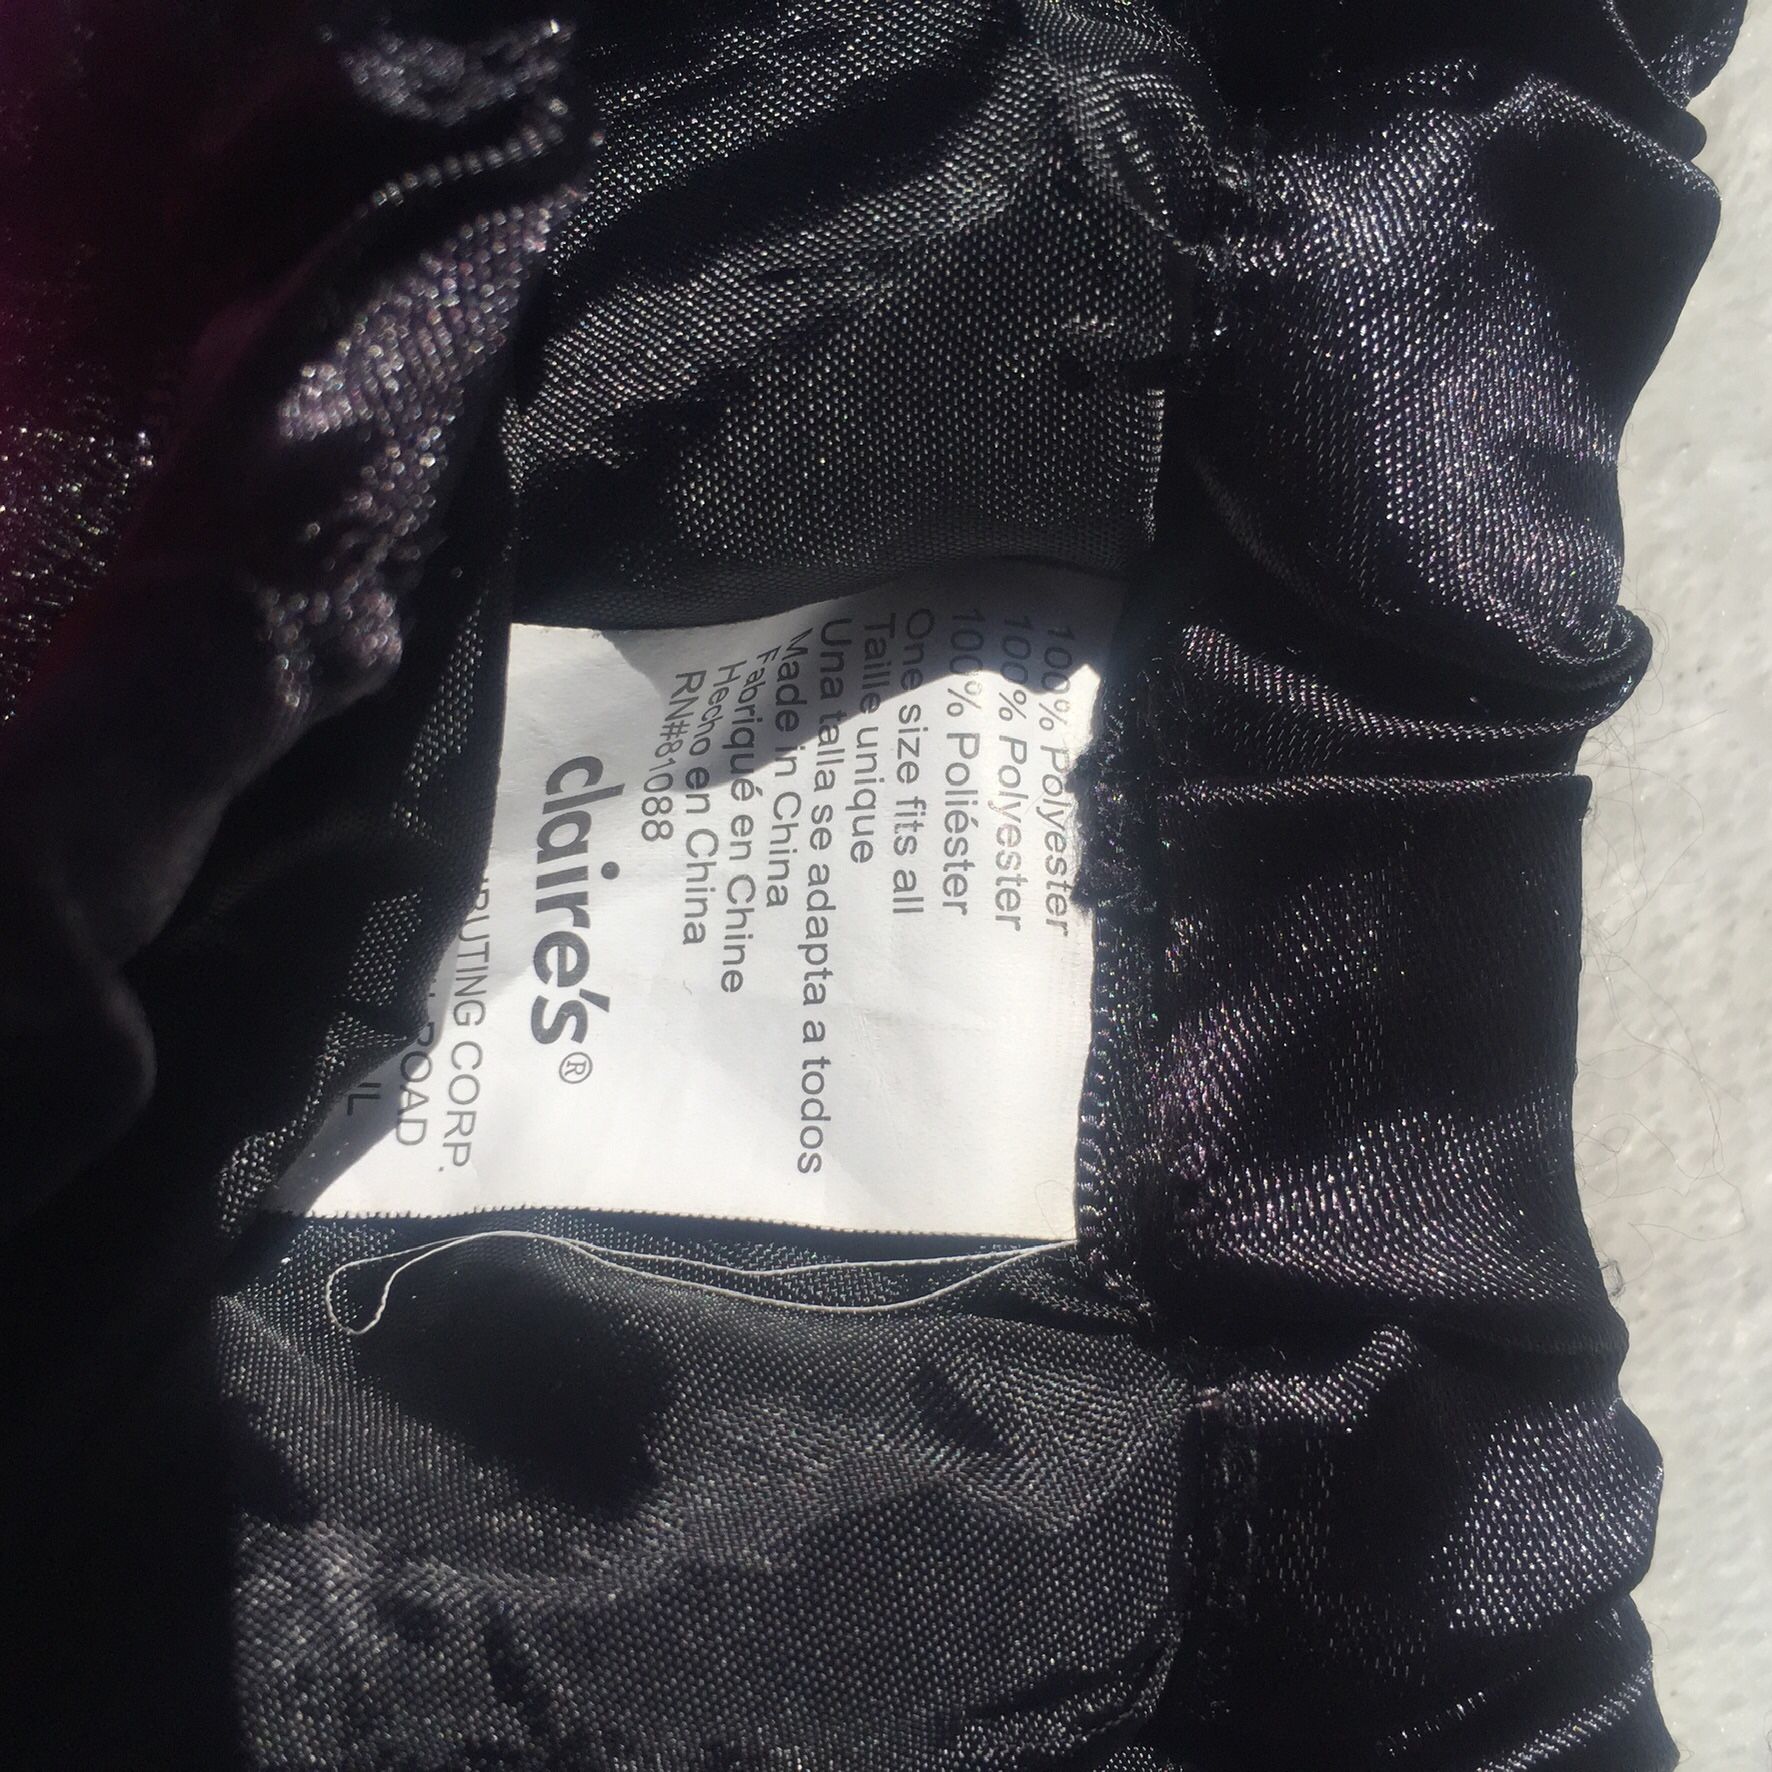 100% Polyester
100% Polyester
100% Poliéster
One size fits all
Taille unique
Una talla se adapta a todos
Made in China
Fabriqué en Chine
Hecho en China
RN#81088
claire's®
CORP.
ROAD
IL